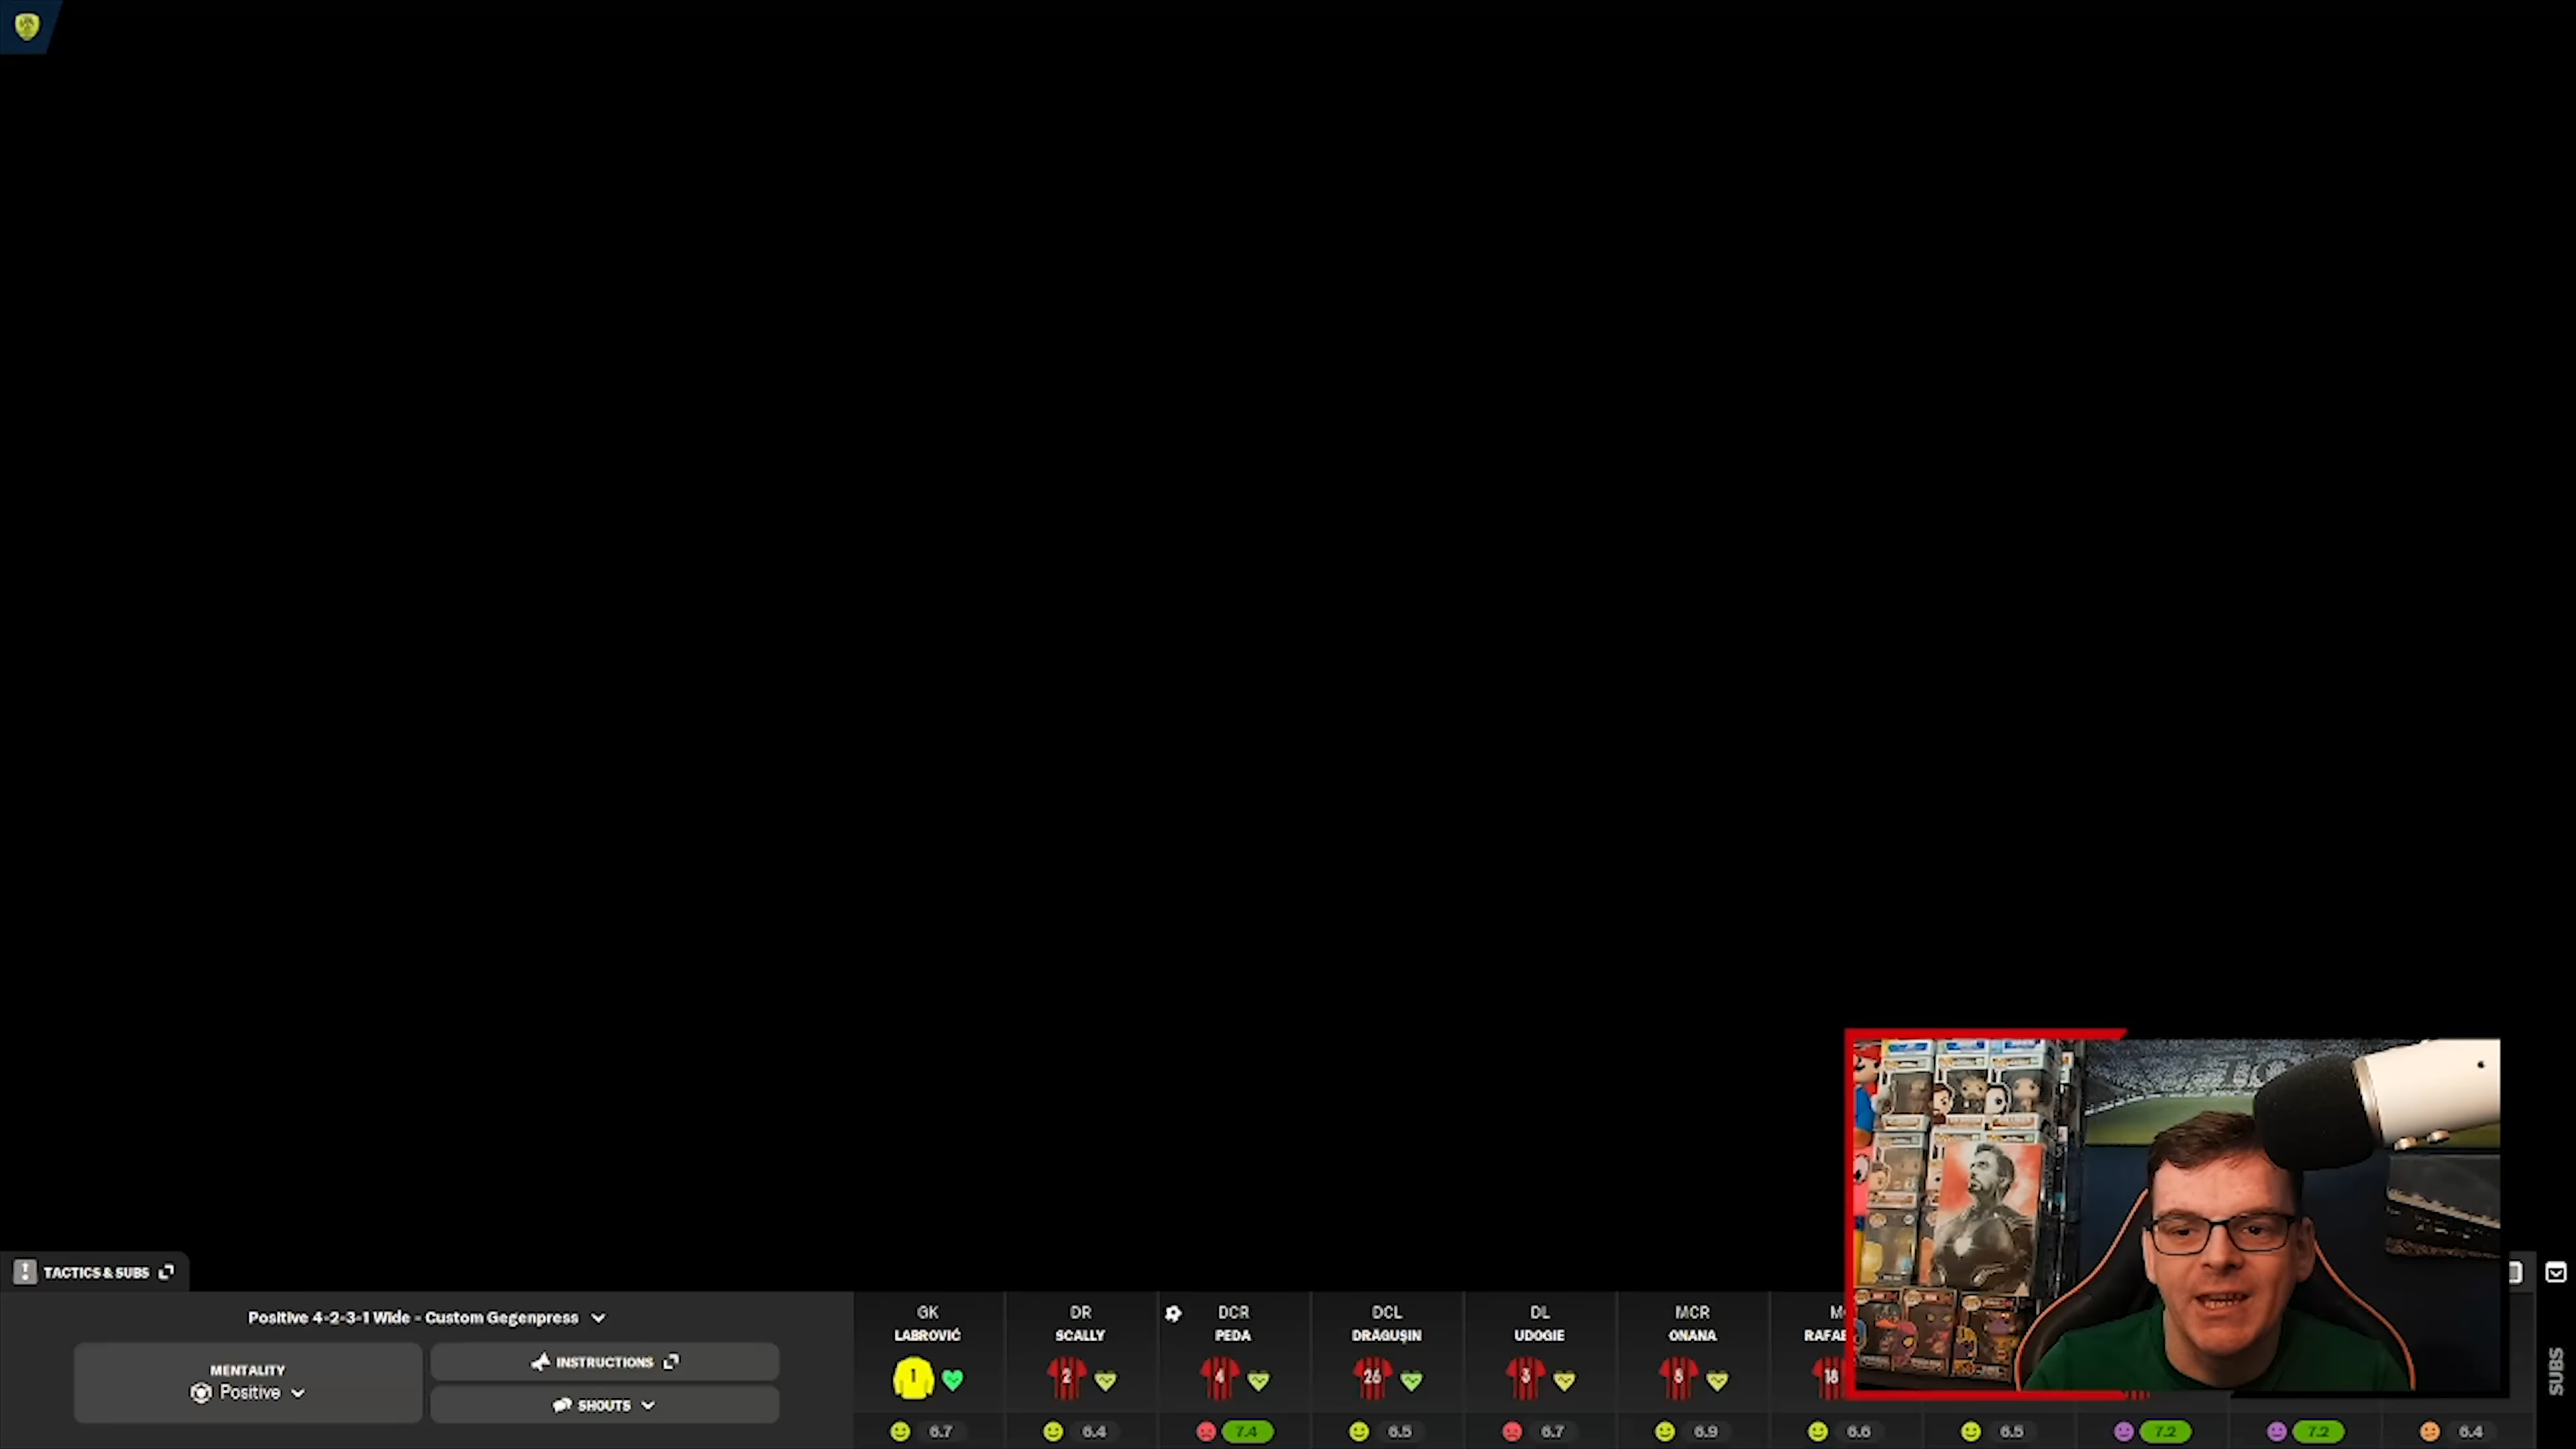 TACTICS & SUBS
Positive 4-2-3-1 Wide - Custom Gegenpress
MENTALITY
Positive
INSTRUCTIONS
SHOUTS
GK
LABROVIĆ
1
6.7
DR
SCALLY
2
6.4
DCR
PEDA
4
7.4
DCL
DRĂGUȘIN
26
6.5
DL
UDOGIE
3
6.7
MCR
ONANA
8
6.9
18
6.6
6.5
7.2
7.2
6.4
SUBS